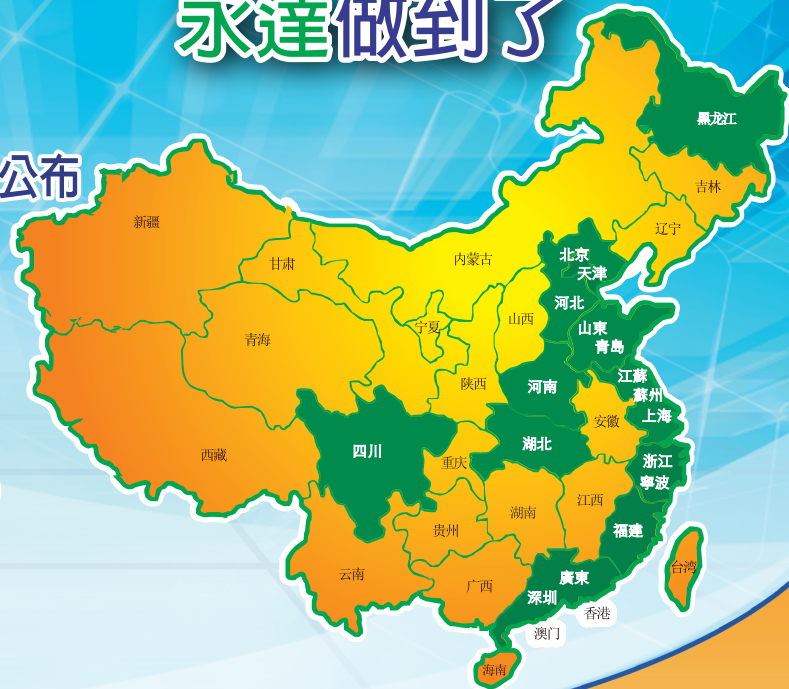 永達做到了
公布
黑龙江
吉林
辽宁
新疆
甘肃
内蒙古
北京
天津
河北
山西
宁夏
青海
山東
青島
陕西
河南
江蘇
蘇州
上海
安徽
西藏
四川
重庆
湖北
浙江
寧波
湖南
江西
贵州
福建
云南
广西
廣東
深圳
台湾
香港
澳门
海南